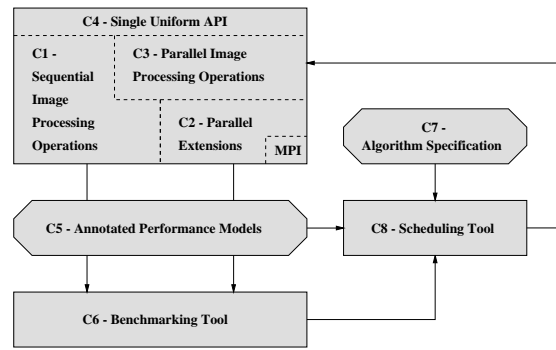 C4 - Single Uniform API
C1 -
Sequential
Image
Processing
Operations
C3 - Parallel Image
Processing Operations
C2 - Parallel
Extensions
MPI
C7 -
Algorithm Specification
C5 - Annotated Performance Models
C8 - Scheduling Tool
C6 - Benchmarking Tool